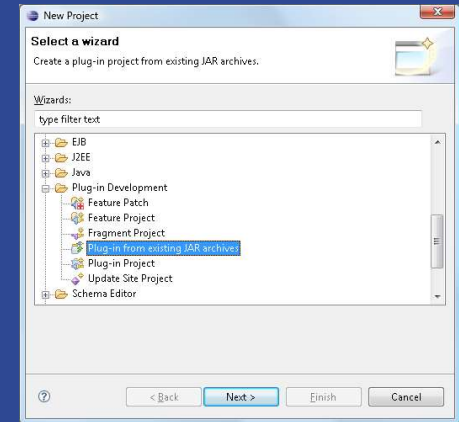 New Project
Select a wizard
Create a plug-in project from existing JAR archives.
Wizards:
type filter text
EJB
J2EE
Java
Plug-in Development
Feature Patch
Feature Project
Fragment Project
Plug-in from existing JAR archives
Plug-in Project
Update Site Project
Schema Editor
?
< Back
Next >
Finish
Cancel